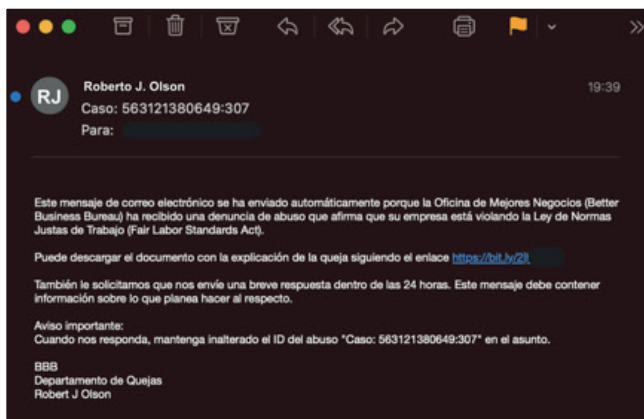 RJ
Roberto J. Olson
19:39
Caso: 563121380649:307
Para:
Este mensaje de correo electrónico se ha enviado automáticamente porque la Oficina de Mejores Negocios (Better
Business Bureau) ha recibido una denuncia de abuso que afirma que su empresa está violando la Ley de Normas
Justas de Trabajo (Fair Labor Standards Act).
Puede descargar el documento con la explicación de la queja siguiendo el enlace https://bit.ly/2lj
También le solicitamos que nos envíe una breve respuesta dentro de las 24 horas. Este mensaje debe contener
información sobre lo que planea hacer al respecto.
Aviso importante:
Cuando nos responda, mantenga inalterado el ID del abuso "Caso: 563121380649:307" en el asunto.
BBB
Departamento de Quejas
Robert J Olson